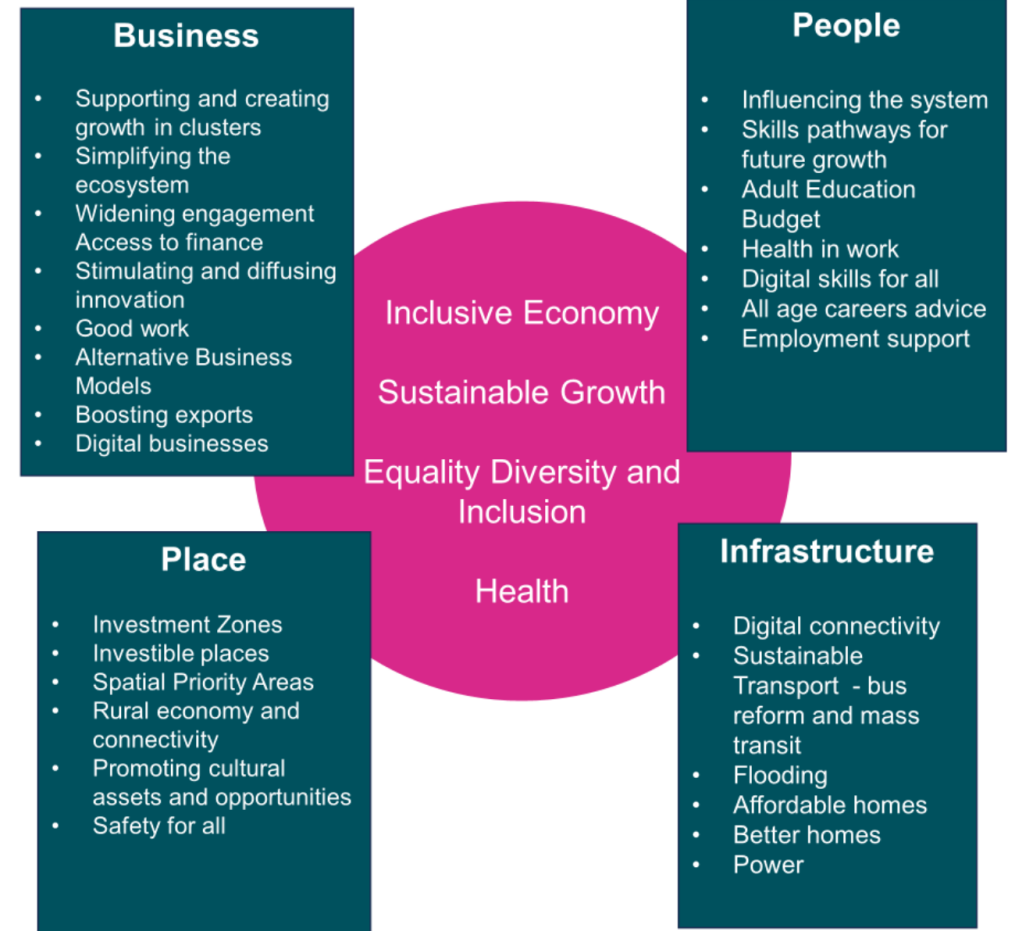 Business
• Supporting and creating
growth in clusters
• Simplifying the
ecosystem
• Widening engagement
Access to finance
• Stimulating and diffusing
innovation
• Good work
• Alternative Business
Models
• Boosting exports
• Digital businesses
People
• Influencing the system
• Skills pathways for
future growth
• Adult Education
Budget
• Health in work
• Digital skills for all
• All age careers advice
• Employment support
Inclusive Economy
Sustainable Growth
Equality Diversity and
Inclusion
Health
Place
• Investment Zones
• Investible places
• Spatial Priority Areas
• Rural economy and
connectivity
• Promoting cultural
assets and opportunities
• Safety for all
Infrastructure
• Digital connectivity
• Sustainable
Transport - bus
reform and mass
transit
• Flooding
• Affordable homes
• Better homes
• Power